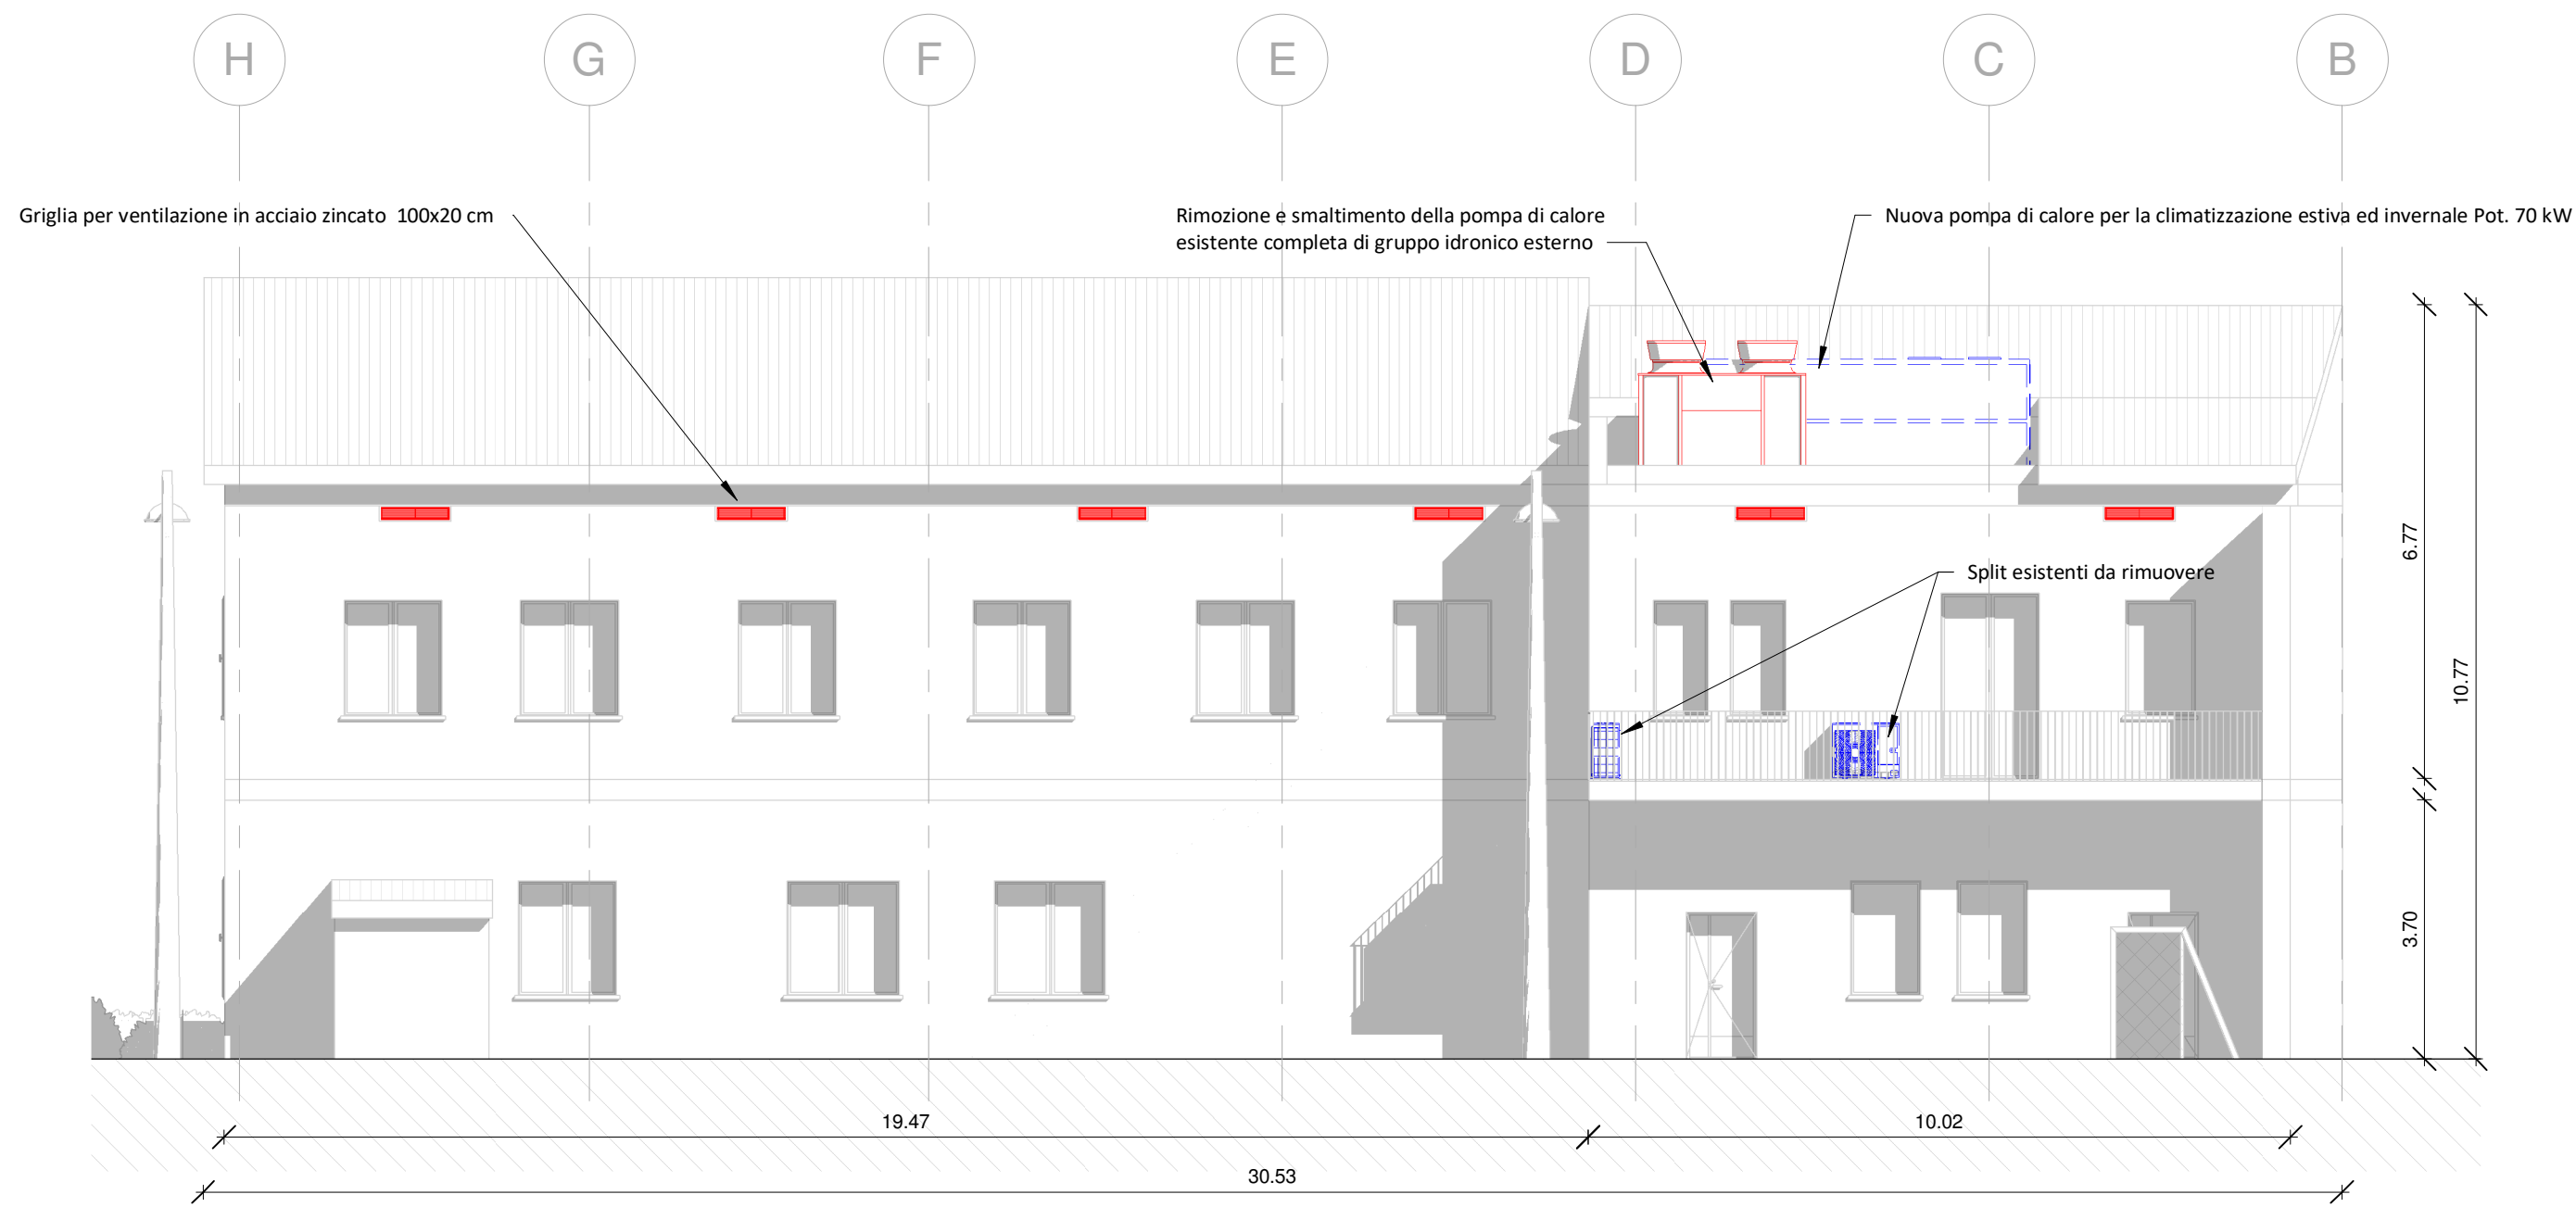 H G F E D C B
Griglia per ventilazione in acciaio zincato 100x20 cm
Rimozione e smaltimento della pompa di calore
esistente completa di gruppo idronico esterno
Nuova pompa di calore per la climatizzazione estiva ed invernale Pot. 70 kW
Split esistenti da rimuovere
6.77
10.77
3.70
19.47
10.02
30.53